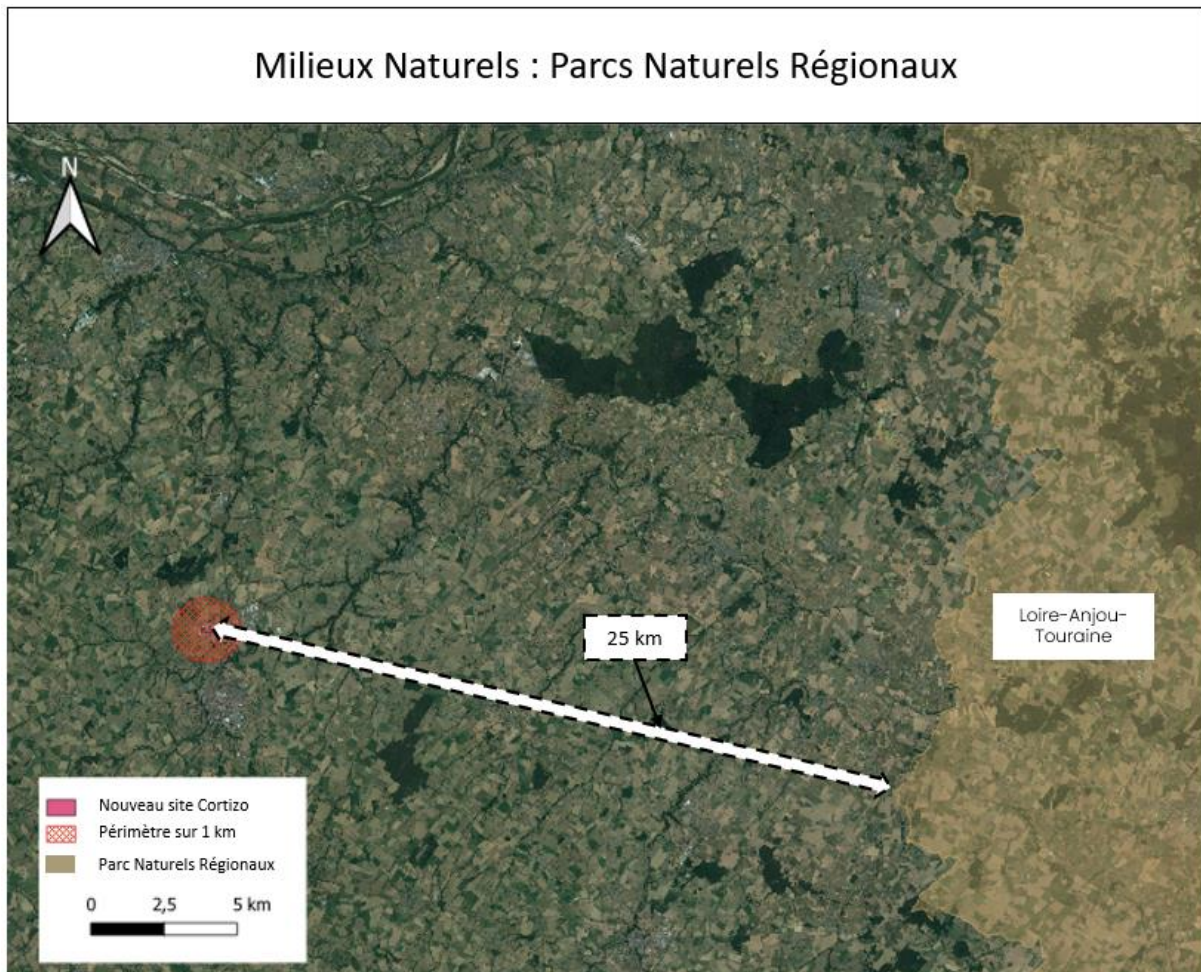 Milieux Naturels : Parcs Naturels Régionaux
N
25 km
Loire-Anjou-
Touraine
Nouveau site Cortizo
Périmètre sur 1 km
Parc Naturels Régionaux
0 2,5 5 km